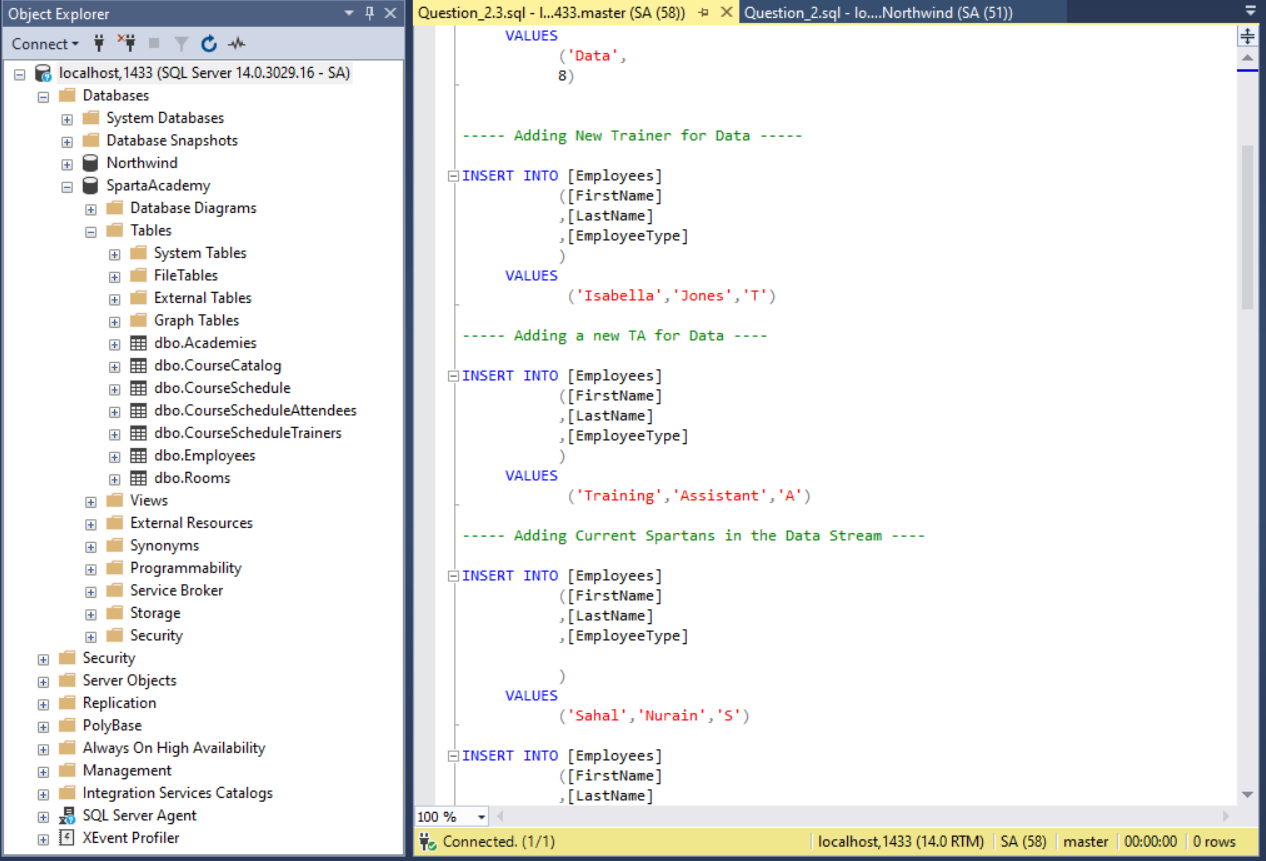 Object Explorer
Connect
localhost,1433 (SQL Server 14.0.3029.16 - SA)
Databases
System Databases
Database Snapshots
Northwind
SpartaAcademy
Database Diagrams
Tables
System Tables
FileTables
External Tables
Graph Tables
dbo.Academies
dbo.CourseCatalog
dbo.CourseSchedule
dbo.CourseScheduleAttendees
dbo.CourseScheduleTrainers
dbo.Employees
dbo.Rooms
Views
External Resources
Synonyms
Programmability
Service Broker
Storage
Security
Security
Server Objects
Replication
PolyBase
Always On High Availability
Management
Integration Services Catalogs
SQL Server Agent
XEvent Profiler
Question_2.3.sql - l...433.master (SA (58)) Question_2.sql - lo....Northwind (SA (51))
VALUES
('Data',
8)
----- Adding New Trainer for Data -----
INSERT INTO [Employees]
([FirstName]
,[LastName]
,[EmployeeType]
)
VALUES
('Isabella','Jones','T')
----- Adding a new TA for Data ----
INSERT INTO [Employees]
([FirstName]
,[LastName]
,[EmployeeType]
)
VALUES
('Training','Assistant','A')
----- Adding Current Spartans in the Data Stream ----
INSERT INTO [Employees]
([FirstName]
,[LastName]
,[EmployeeType]
)
VALUES
('Sahal','Nurain','S')
INSERT INTO [Employees]
([FirstName]
,[LastName]
100 %
Connected. (1/1) localhost,1433 (14.0 RTM) SA (58) master 00:00:00 0 rows